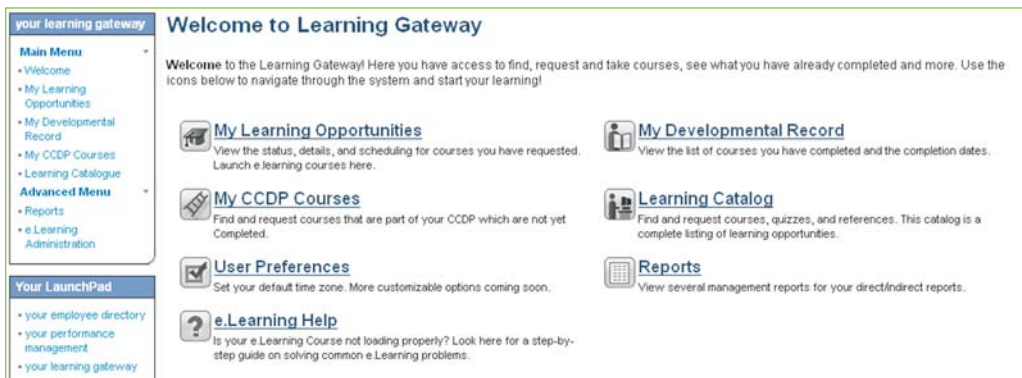 your learning gateway
Main Menu
• Welcome
• My Learning
Opportunities
• My Developmental
Record
• My CCDP Courses
• Learning Catalogue
Advanced Menu
• Reports
• e.Learning
Administration
Your LaunchPad
• your employee directory
• your performance
management
• your learning gateway
Welcome to Learning Gateway
Welcome to the Learning Gateway! Here you have access to find, request and take courses, see what you have already completed and more. Use the
icons below to navigate through the system and start your learning!
My Learning Opportunities
View the status, details, and scheduling for courses you have requested.
Launch e.learning courses here.
My Developmental Record
View the list of courses you have completed and the completion dates.
My CCDP Courses
Find and request courses that are part of your CCDP which are not yet
Completed.
Learning Catalog
Find and request courses, quizzes, and references. This catalog is a
complete listing of learning opportunities.
User Preferences
Set your default time zone. More customizable options coming soon.
Reports
View several management reports for your direct/indirect reports.
?
e.Learning Help
Is your e.Learning Course not loading properly? Look here for a step-by-
step guide on solving common e.Learning problems.